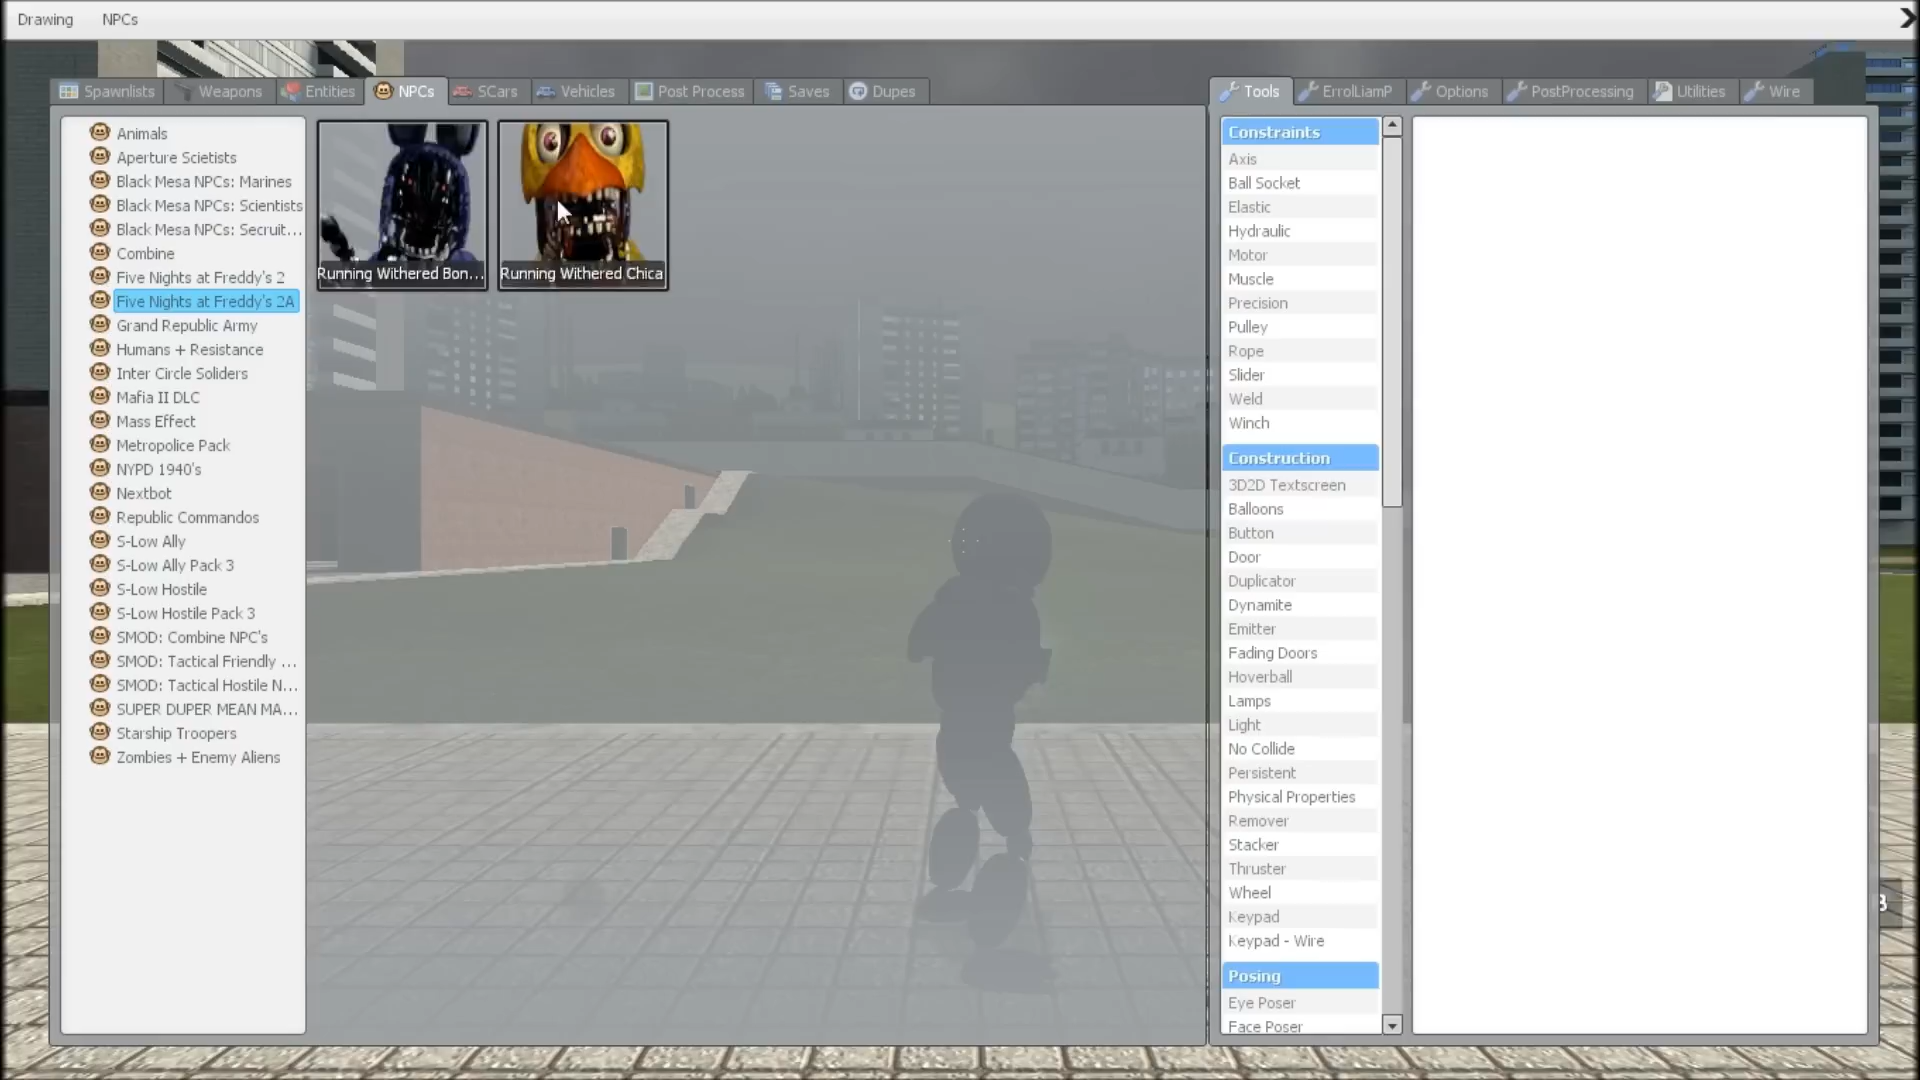 Drawing NPCs
Spawnlists Weapons Entities NPCs SCars Vehicles Post Process Saves Dupes
Tools ErrolLiamP Options PostProcessing Utilities Wire
Animals
Aperture Scietists
Black Mesa NPCs: Marines
Black Mesa NPCs: Scientists
Black Mesa NPCs: Secruit...
Combine
Five Nights at Freddy's 2
Five Nights at Freddy's 2A
Grand Republic Army
Humans + Resistance
Inter Circle Soliders
Mafia II DLC
Mass Effect
Metropolice Pack
NYPD 1940's
Nextbot
Republic Commandos
S-Low Ally
S-Low Ally Pack 3
S-Low Hostile
S-Low Hostile Pack 3
SMOD: Combine NPC's
SMOD: Tactical Friendly ...
SMOD: Tactical Hostile N...
SUPER DUPER MEAN MA...
Starship Troopers
Zombies + Enemy Aliens
Running Withered Bon...
Running Withered Chica
Constraints
Axis
Ball Socket
Elastic
Hydraulic
Motor
Muscle
Precision
Pulley
Rope
Slider
Weld
Winch
Construction
3D2D Textscreen
Balloons
Button
Door
Duplicator
Dynamite
Emitter
Fading Doors
Hoverball
Lamps
Light
No Collide
Persistent
Physical Properties
Remover
Stacker
Thruster
Wheel
Keypad
Keypad - Wire
Posing
Eye Poser
Face Poser